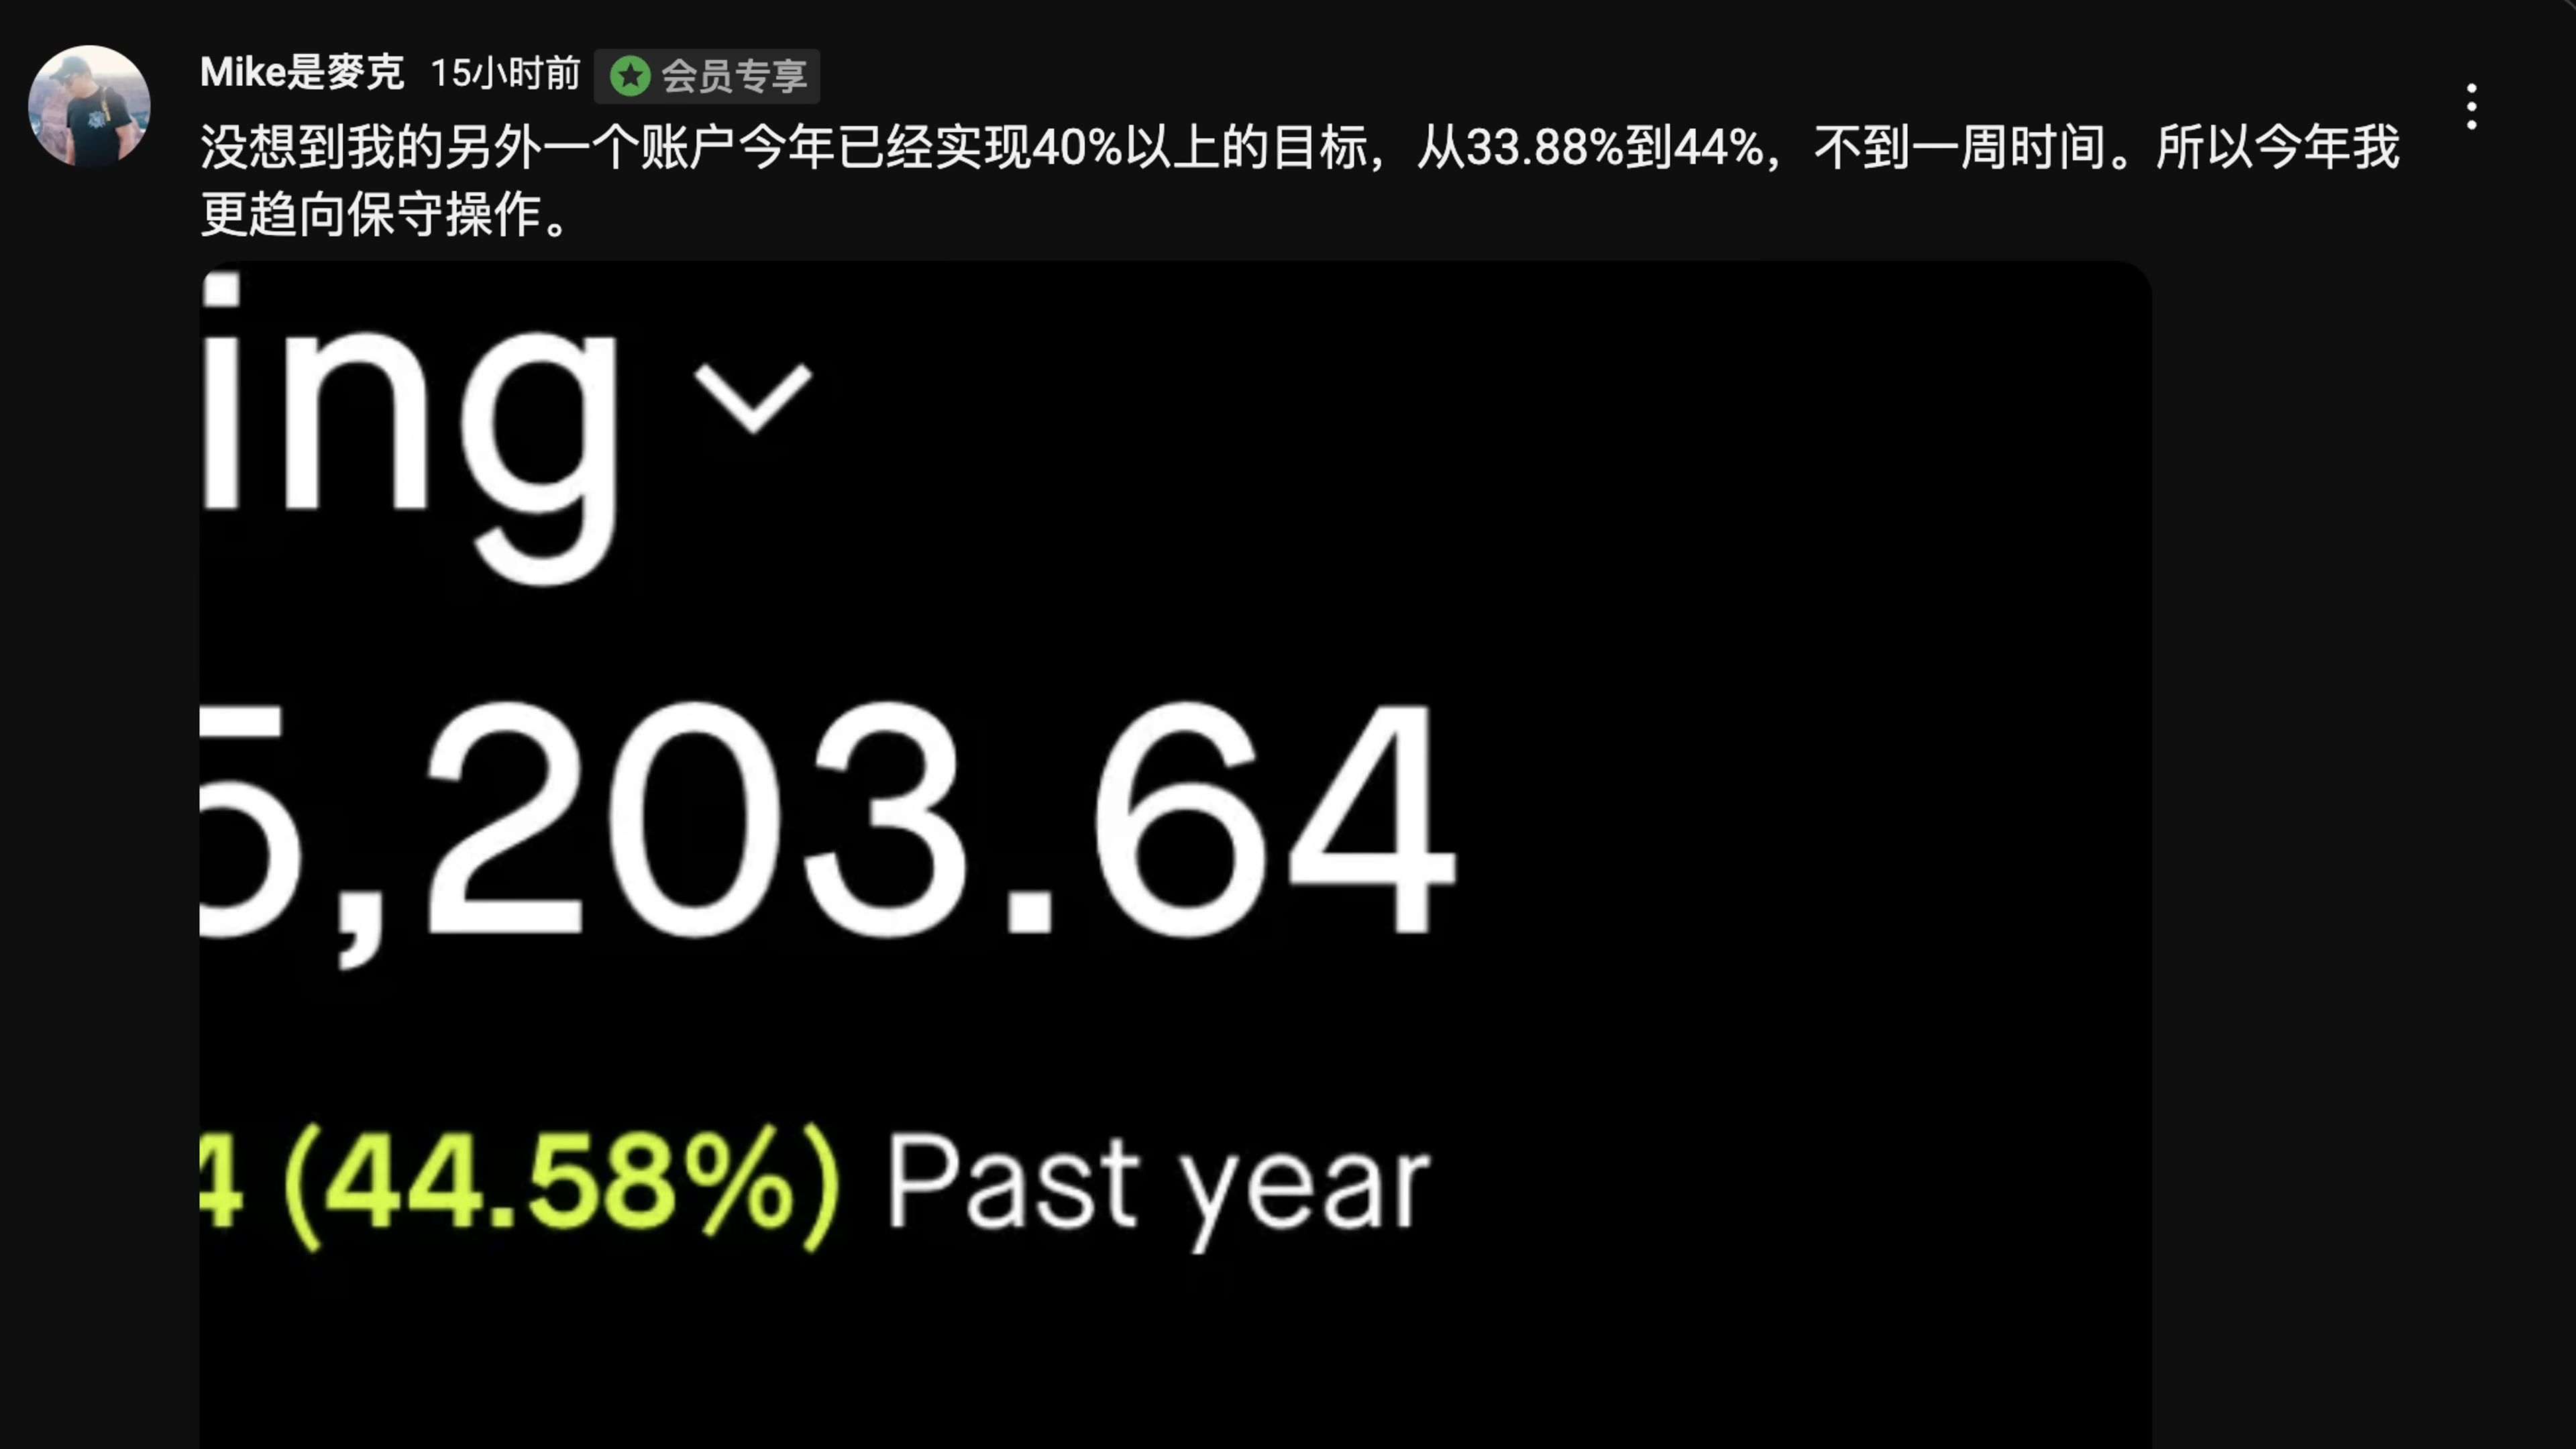 Mike是麥克 15小时前 会员专享
没想到我的另外一个账户今年已经实现40%以上的目标，从33.88%到44%，不到一周时间。所以今年我
更趋向保守操作。
ing
5,203.64
4 (44.58%) Past year